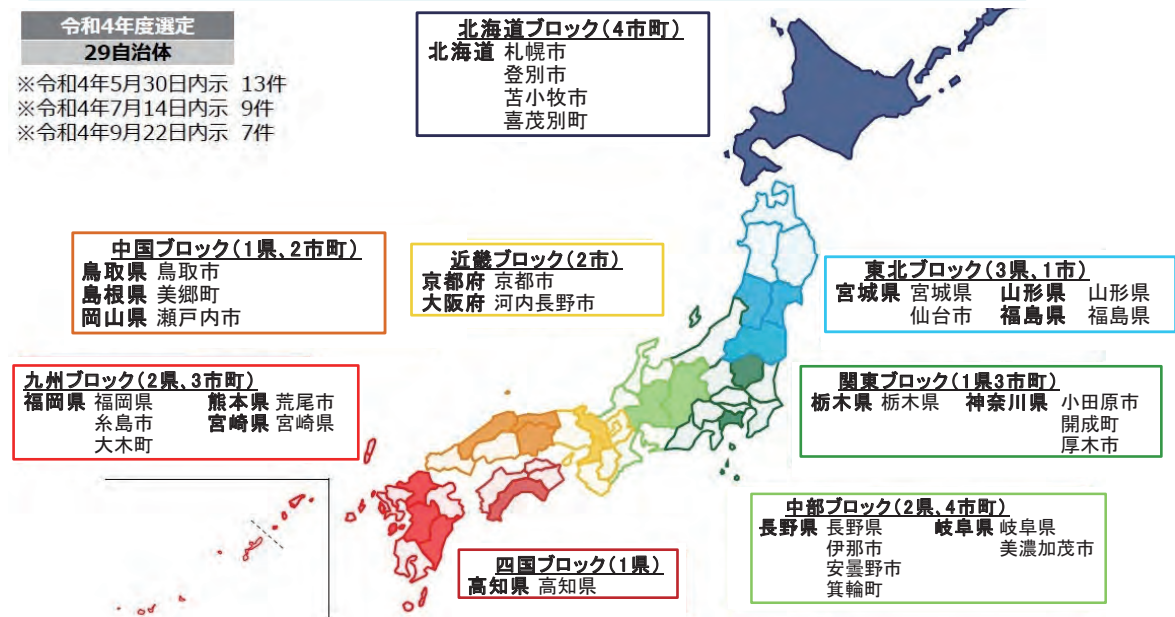 令和4年度選定
29自治体
※令和4年5月30日内示 13件
※令和4年7月14日内示 9件
※令和4年9月22日内示 7件
北海道ブロック(4市町)
北海道 札幌市
登別市
苫小牧市
喜茂別町
中国ブロック(1県、2市町)
鳥取県 鳥取市
島根県 美郷町
岡山県 瀬戸内市
近畿ブロック(2市)
京都府 京都市
大阪府 河内長野市
東北ブロック(3県、1市)
宮城県 宮城県 山形県 山形県
仙台市 福島県 福島県
九州ブロック(2県、3市町)
福岡県 福岡県 熊本県 荒尾市
糸島市 宮崎県 宮崎県
大木町
関東ブロック(1県3市町)
栃木県 栃木県 神奈川県 小田原市
開成町
厚木市
中部ブロック(2県、4市町)
長野県 長野県 岐阜県 岐阜県
伊那市 美濃加茂市
安曇野市
箕輪町
四国ブロック(1県)
高知県 高知県